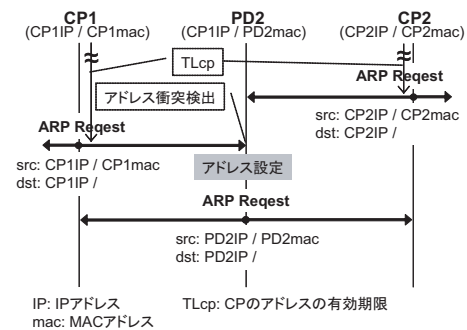 CP1 PD2 CP2
(CP1IP / CP1mac) (CP1IP / PD2mac) (CP2IP / CP2mac)
TLcp
ARP Reqest
アドレス衝突検出
src: CP2IP / CP2mac
dst: CP2IP /
ARP Reqest
src: CP1IP / CP1mac
dst: CP1IP /
アドレス設定
ARP Reqest
src: PD2IP / PD2mac
dst: PD2IP /
IP: IPアドレス TLcp: CPのアドレスの有効期限
mac: MACアドレス